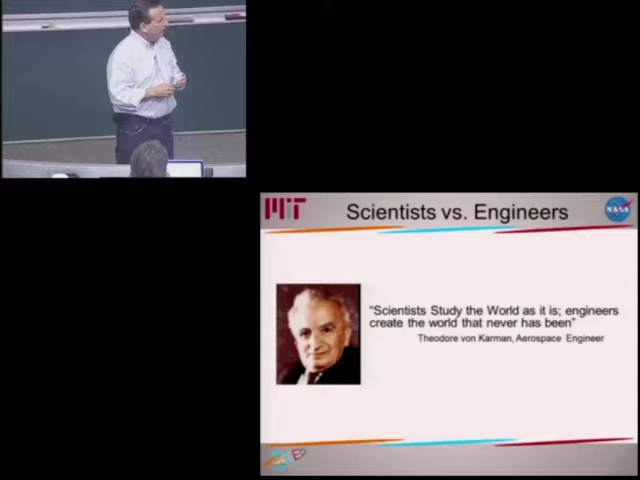 MiT
Scientists vs. Engineers
NASA
"Scientists Study the World as it is; engineers
create the world that never has been"
Theodore von Karman, Aerospace Engineer